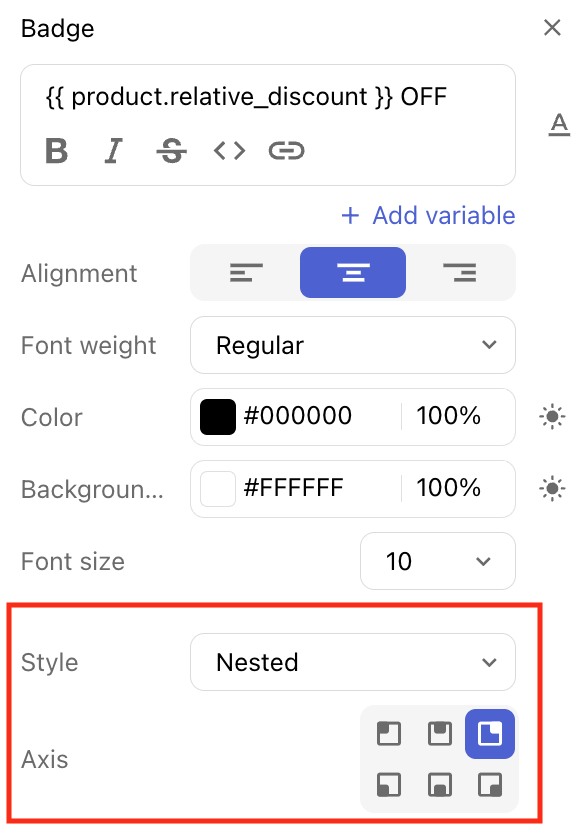 Badge
{{ product.relative_discount }} OFF
B I S
A
+ Add variable
Alignment
Font weight Regular
Color #000000 100%
Backgroun... #FFFFFF 100%
Font size 10
Style Nested
Axis